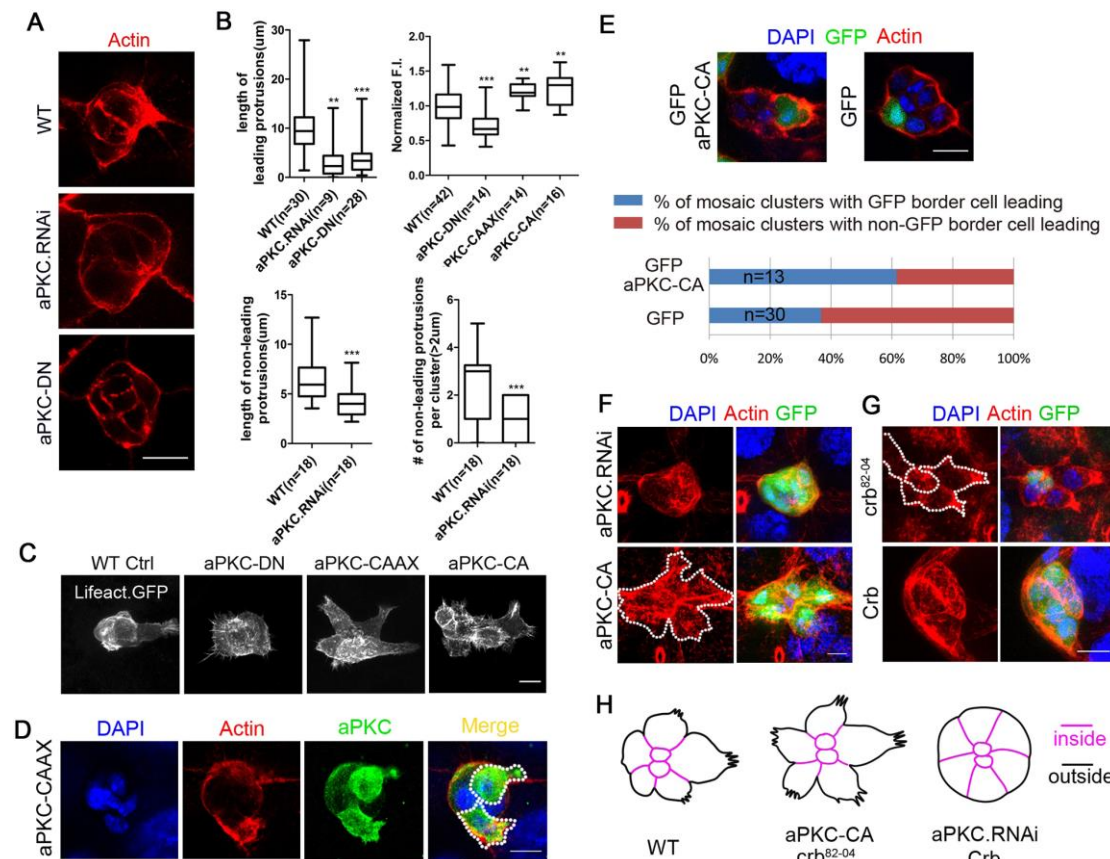 A
Actin
WT
aPKC.RNAi
aPKC-DN
B
length of
leading protrusions(um)
30
20
10
0
WT(n=30)
aPKC.RNAi(n=9)
aPKC-DN(n=28)
**
***
Normalized F.I.
2.0
1.5
1.0
0.5
0.0
WT(n=42)
aPKC-DN(n=14)
PKC-CAAX(n=14)
aPKC-CA(n=16)
***
**
**
length of non-leading
protrusions(um)
15
10
5
0
WT(n=18)
aPKC.RNAi(n=18)
***
# of non-leading protrusions
per cluster(>2um)
6
4
2
0
WT(n=18)
aPKC.RNAi(n=18)
***
C
WT Ctrl
aPKC-DN
aPKC-CAAX
aPKC-CA
Lifeact.GFP
D
DAPI
Actin
aPKC
Merge
aPKC-CAAX
E
DAPI GFP Actin
GFP
aPKC-CA
GFP
% of mosaic clusters with GFP border cell leading
% of mosaic clusters with non-GFP border cell leading
GFP
aPKC-CA
n=13
GFP
n=30
0% 20% 40% 60% 80% 100%
F
DAPI Actin GFP
aPKC.RNAi
aPKC-CA
G
DAPI Actin GFP
crb82-04
Crb
H
inside
outside
WT
aPKC-CA
crb82-04
aPKC.RNAi
Crb